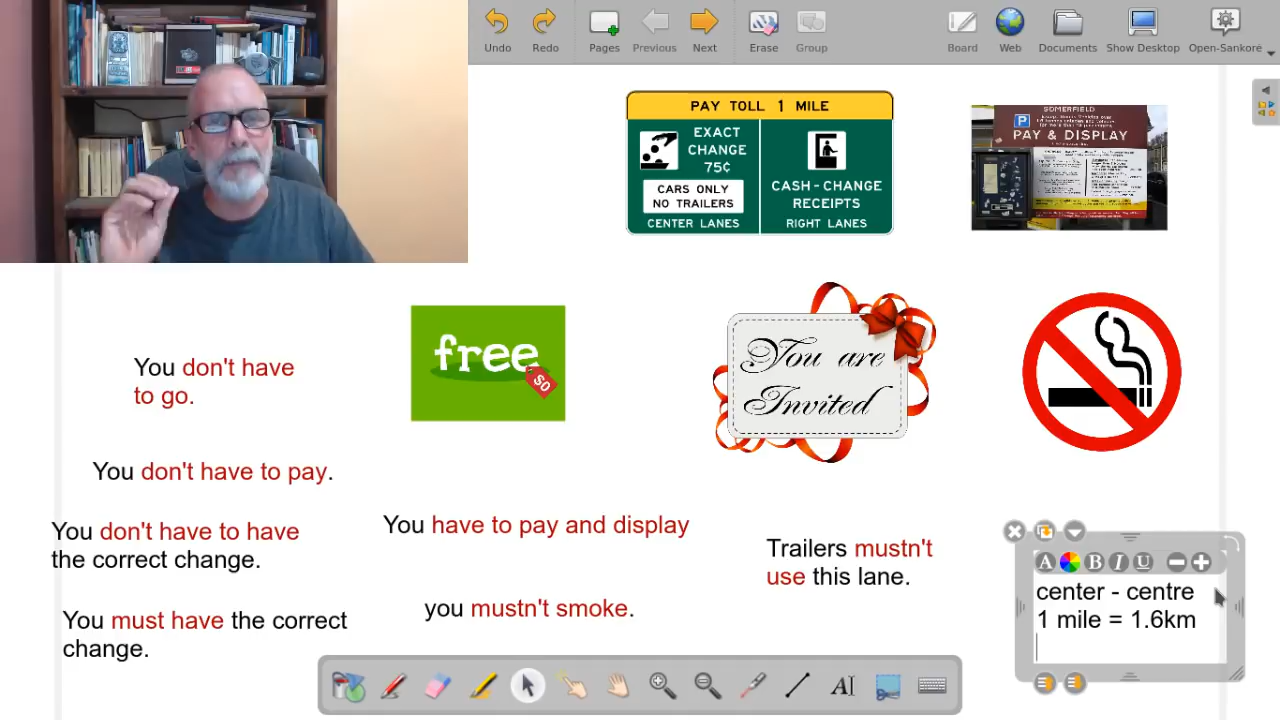 Undo
Redo
Pages
Previous
Next
Erase
Group
Board
Web
Documents
Show Desktop
Open-Sankore
PAY TOLL 1 MILE
EXACT
CHANGE
75¢
CARS ONLY
NO TRAILERS
CENTER LANES
CASH-CHANGE
RECEIPTS
RIGHT LANES
SOMERFIELD
P
PAY & DISPLAY
You don't have
to go.
free
$0
You are
Invited
You don't have to pay.
You don't have to have
the correct change.
You have to pay and display
Trailers mustn't
use this lane.
You must have the correct
change.
you mustn't smoke.
A B I U
center - centre
1 mile = 1.6km
AI